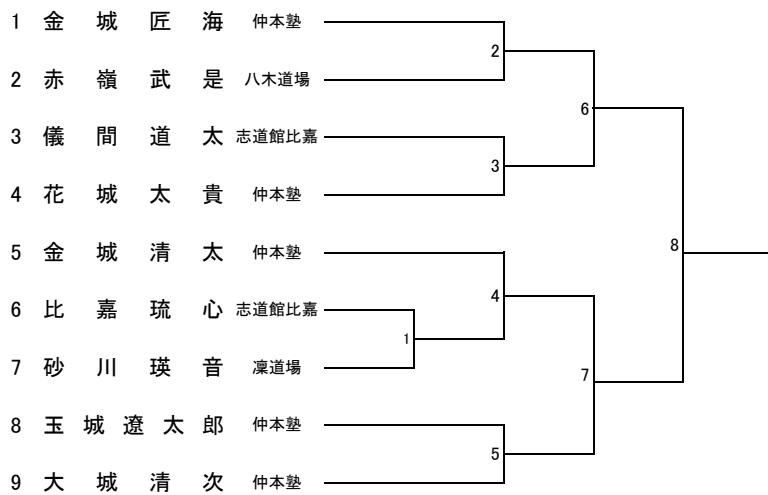 1 金城匠海 仲本塾
2 赤嶺武是 八木道場
3 儀間道太 志道館比嘉
4 花城太貴 仲本塾
5 金城清太 仲本塾
6 比嘉琉心 志道館比嘉
7 砂川瑛音 凜道場
8 玉城遼太郎 仲本塾
9 大城清次 仲本塾
2
6
3
8
4
1
7
5